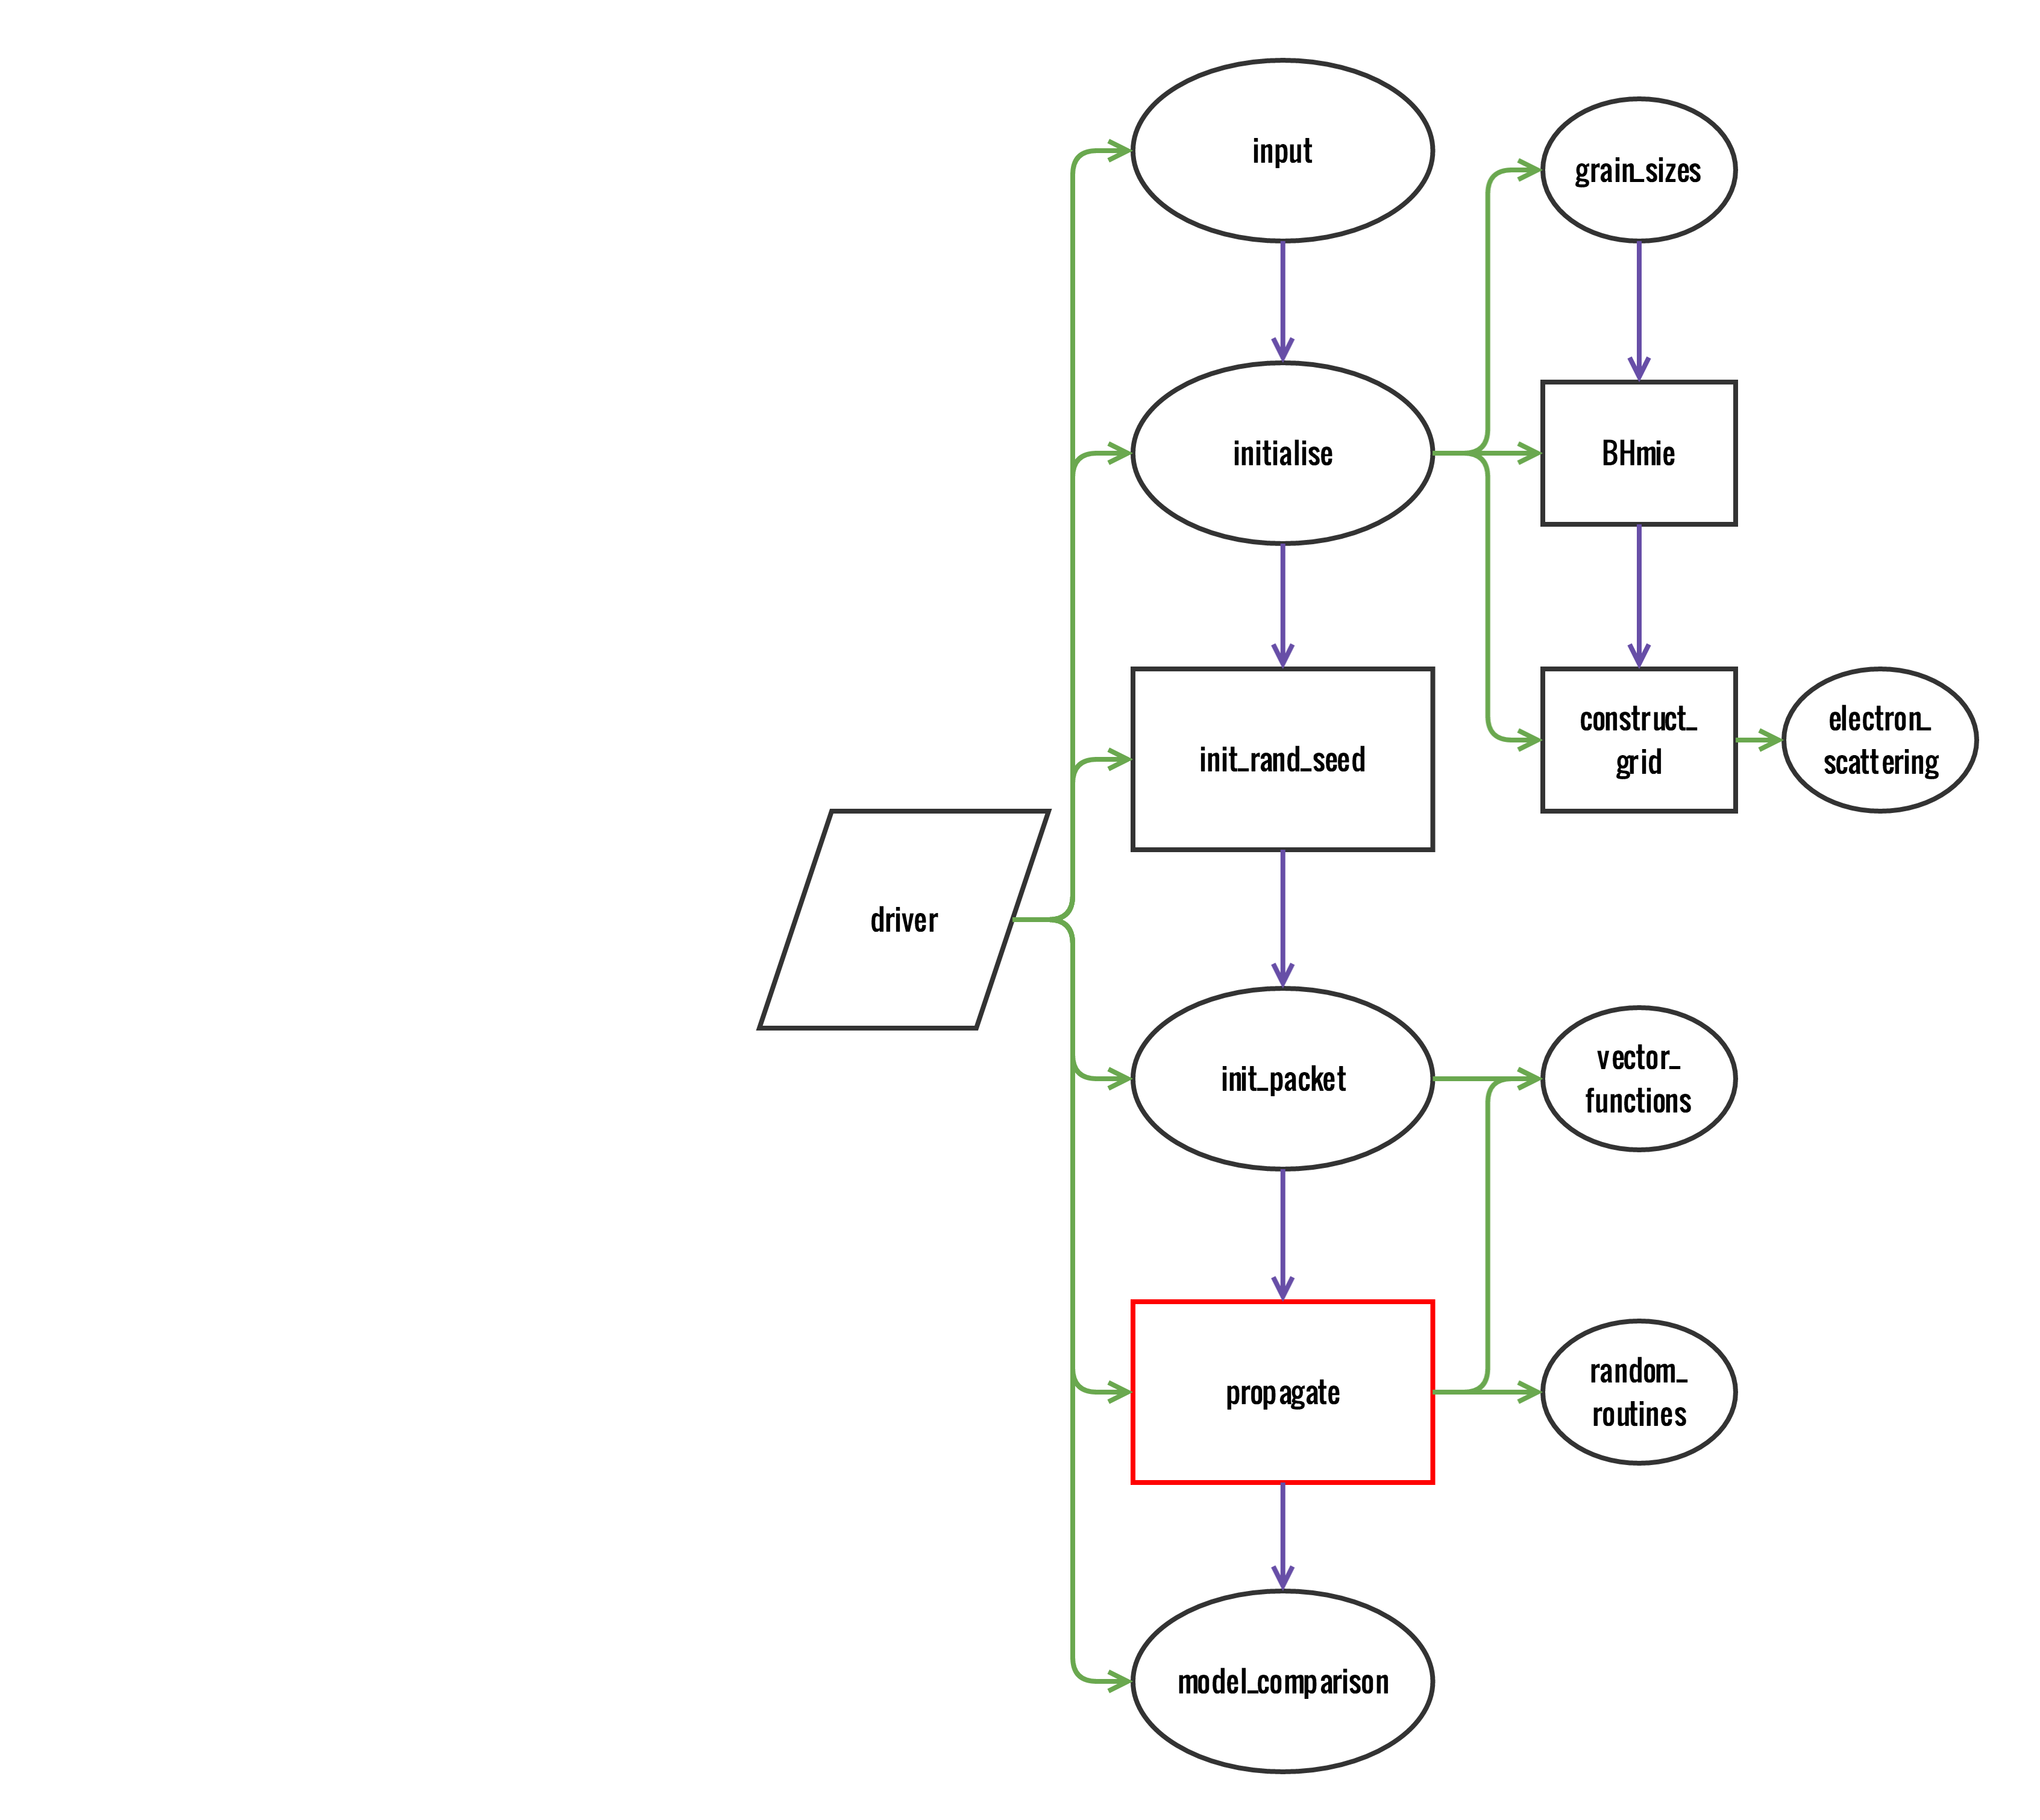 input
grain_sizes
initialise
BHmie
init_rand_seed
construct_
grid
electron_
scattering
driver
init_packet
vector_
functions
propagate
random_
routines
model_comparison